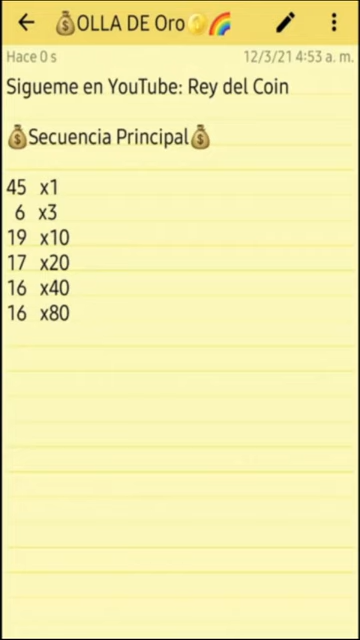 💰OLLA DE Oro🪙🌈
Hace 0 s 12/3/21 4:53 a. m.
Sigueme en YouTube: Rey del Coin
💰Secuencia Principal💰
45 x1
6 x3
19 x10
17 x20
16 x40
16 x80